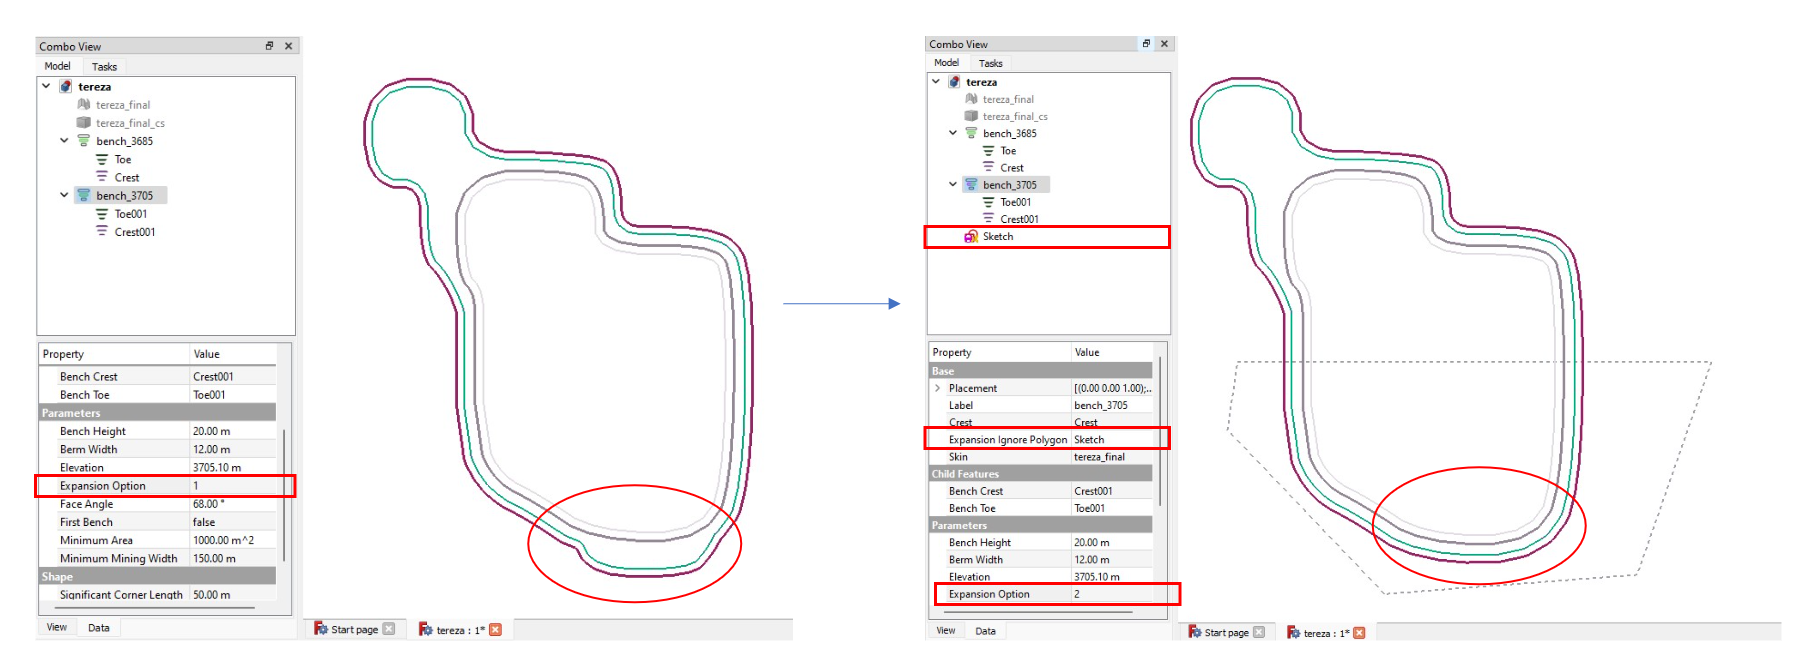 Combo View
Model Tasks
tereza
tereza_final
tereza_final_cs
bench_3685
Toe
Crest
bench_3705
Toe001
Crest001
Property Value
Bench Crest Crest001
Bench Toe Toe001
Parameters
Bench Height 20.00 m
Berm Width 12.00 m
Elevation 3705.10 m
Expansion Option 1
Face Angle 68.00 °
First Bench false
Minimum Area 1000.00 m^2
Minimum Mining Width 150.00 m
Shape
Significant Corner Length 50.00 m
View Data
Start page tereza : 1*
Combo View
Model Tasks
tereza
tereza_final
tereza_final_cs
bench_3685
Toe
Crest
bench_3705
Toe001
Crest001
Sketch
Property Value
Base
Placement [(0.00 0.00 1.00);...
Label bench_3705
Crest Crest
Expansion Ignore Polygon Sketch
Skin tereza_final
Child Features
Bench Crest Crest001
Bench Toe Toe001
Parameters
Bench Height 20.00 m
Berm Width 12.00 m
Elevation 3705.10 m
Expansion Option 2
View Data
Start page tereza : 1*